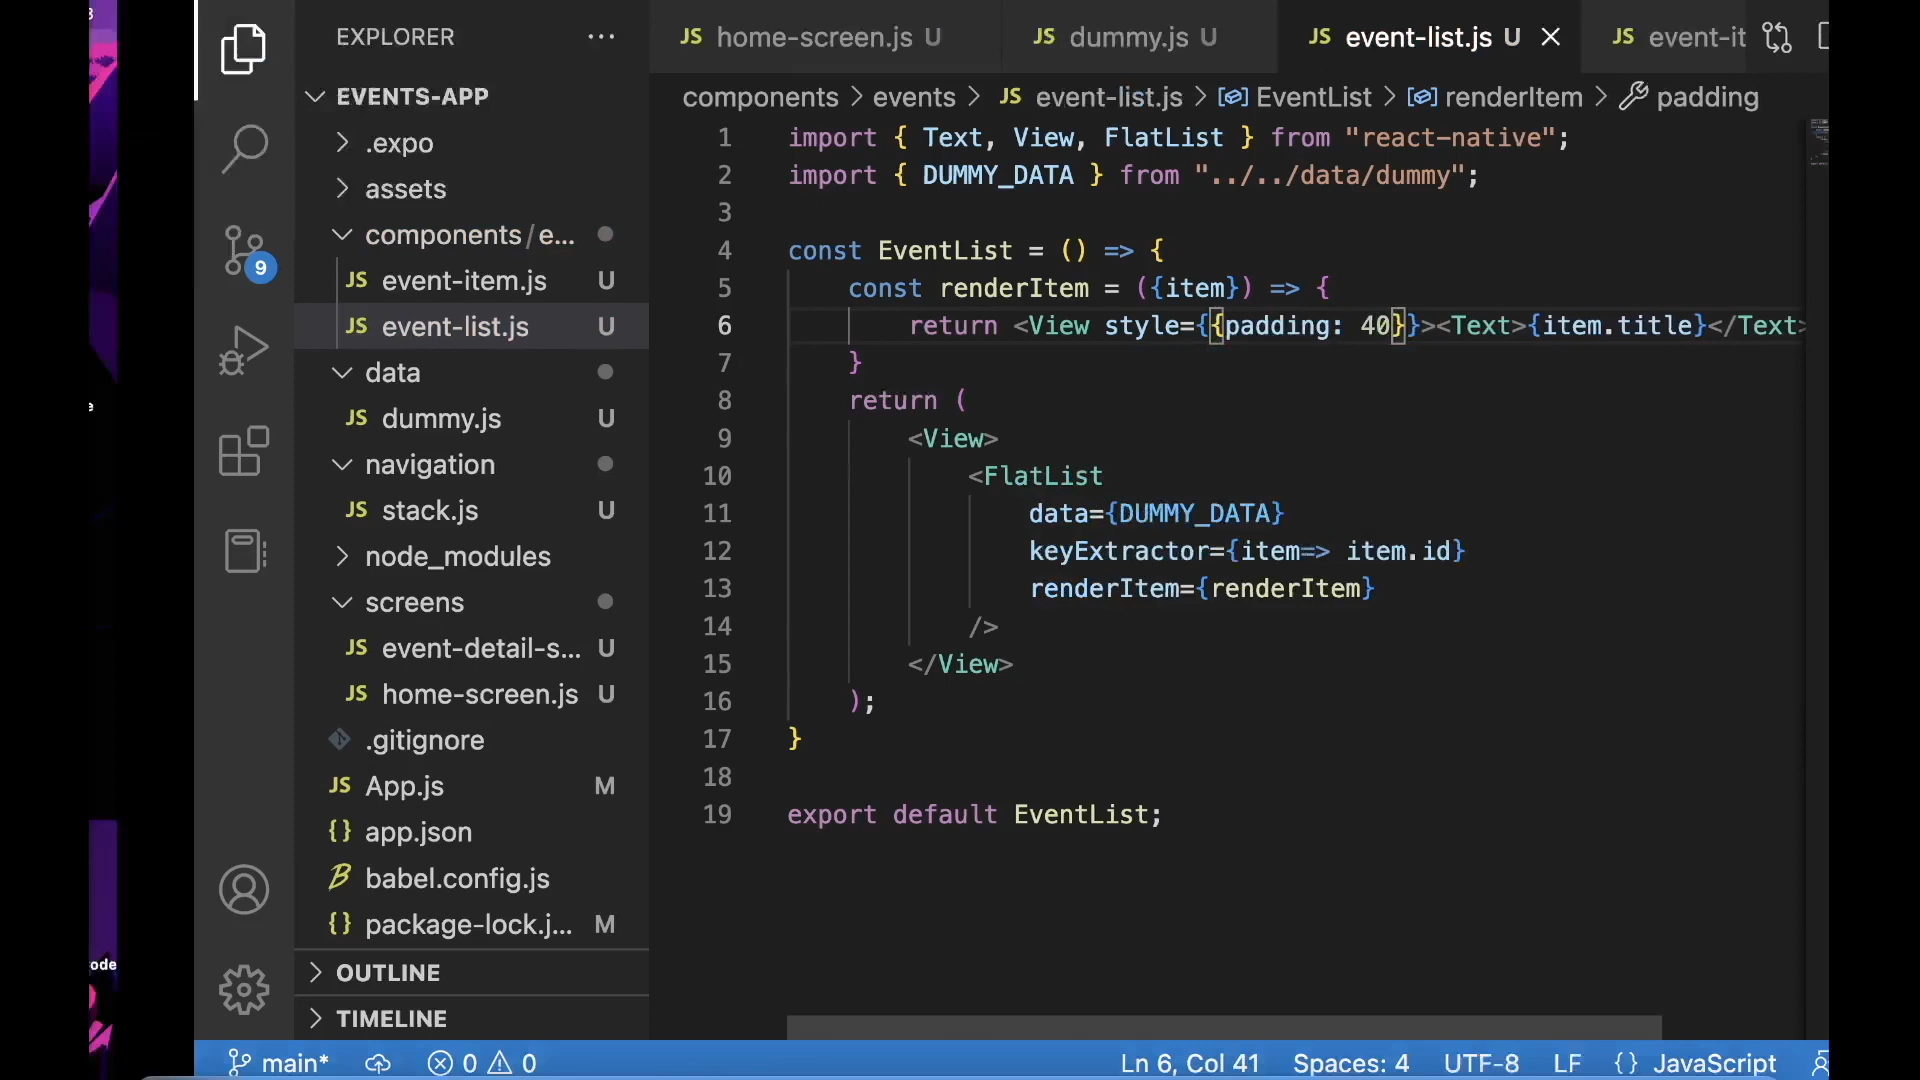 EXPLORER
EVENTS-APP
.expo
assets
components/e...
JS event-item.js U
JS event-list.js U
data
JS dummy.js U
navigation
JS stack.js U
node_modules
screens
JS event-detail-s... U
JS home-screen.js U
.gitignore
JS App.js M
{} app.json
babel.config.js
{} package-lock.j... M
OUTLINE
TIMELINE
9
ode
JS home-screen.js U
JS dummy.js U
JS event-list.js U
JS event-it
components > events > JS event-list.js > EventList > renderItem > padding
1 import { Text, View, FlatList } from "react-native";
2 import { DUMMY_DATA } from "../../data/dummy";
3
4 const EventList = () => {
5 const renderItem = ({item}) => {
6 return <View style={{padding: 40}}><Text>{item.title}</Text>
7 }
8 return (
9 <View>
10 <FlatList
11 data={DUMMY_DATA}
12 keyExtractor={item=> item.id}
13 renderItem={renderItem}
14 />
15 </View>
16 );
17 }
18
19 export default EventList;
main* 0 0 Ln 6, Col 41 Spaces: 4 UTF-8 LF {} JavaScript